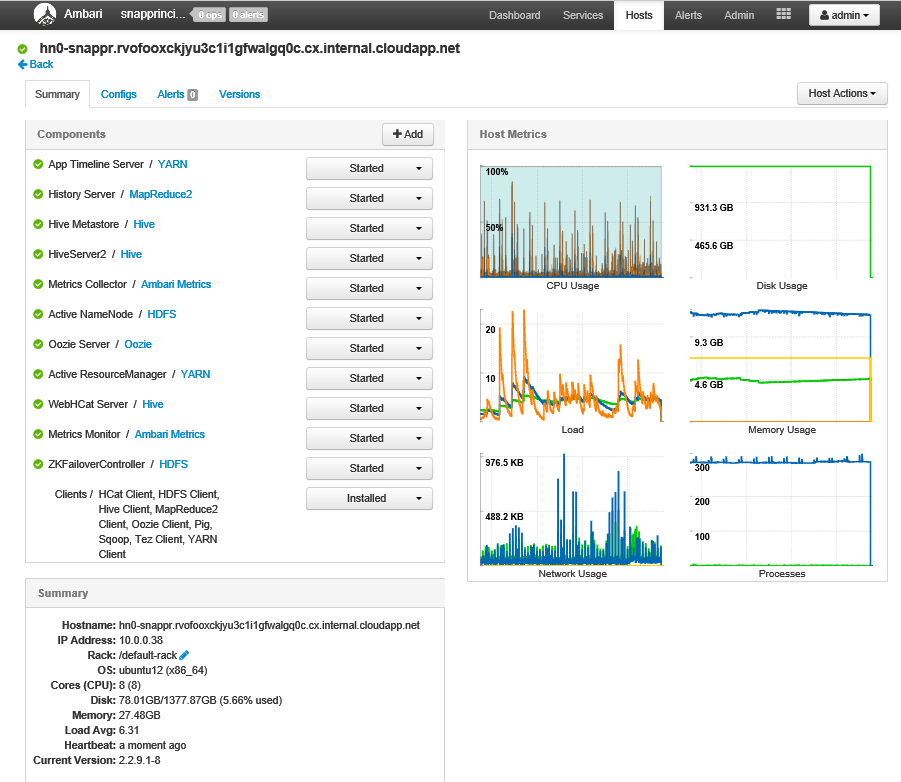 Ambari snapprinci... 0 ops 0 alerts Dashboard Services Hosts Alerts Admin admin
hn0-snappr.rvofooxckjyu3c1i1gfwalgq0c.cx.internal.cloudapp.net
Back
Summary Configs Alerts 0 Versions Host Actions
Components
Add
App Timeline Server / YARN Started
History Server / MapReduce2 Started
Hive Metastore / Hive Started
HiveServer2 / Hive Started
Metrics Collector / Ambari Metrics Started
Active NameNode / HDFS Started
Oozie Server / Oozie Started
Active ResourceManager / YARN Started
WebHCat Server / Hive Started
Metrics Monitor / Ambari Metrics Started
ZKFailoverController / HDFS Started
Clients / HCat Client, HDFS Client, Installed
Hive Client, MapReduce2
Client, Oozie Client, Pig,
Sqoop, Tez Client, YARN
Client
Host Metrics
100%
50%
CPU Usage
931.3 GB
465.6 GB
Disk Usage
20
10
Load
9.3 GB
4.6 GB
Memory Usage
976.5 KB
488.2 KB
Network Usage
300
200
100
Processes
Summary
Hostname: hn0-snappr.rvofooxckjyu3c1i1gfwalgq0c.cx.internal.cloudapp.net
IP Address: 10.0.0.38
Rack: /default-rack
OS: ubuntu12 (x86_64)
Cores (CPU): 8 (8)
Disk: 78.01GB/1377.87GB (5.66% used)
Memory: 27.48GB
Load Avg: 6.31
Heartbeat: a moment ago
Current Version: 2.2.9.1-8